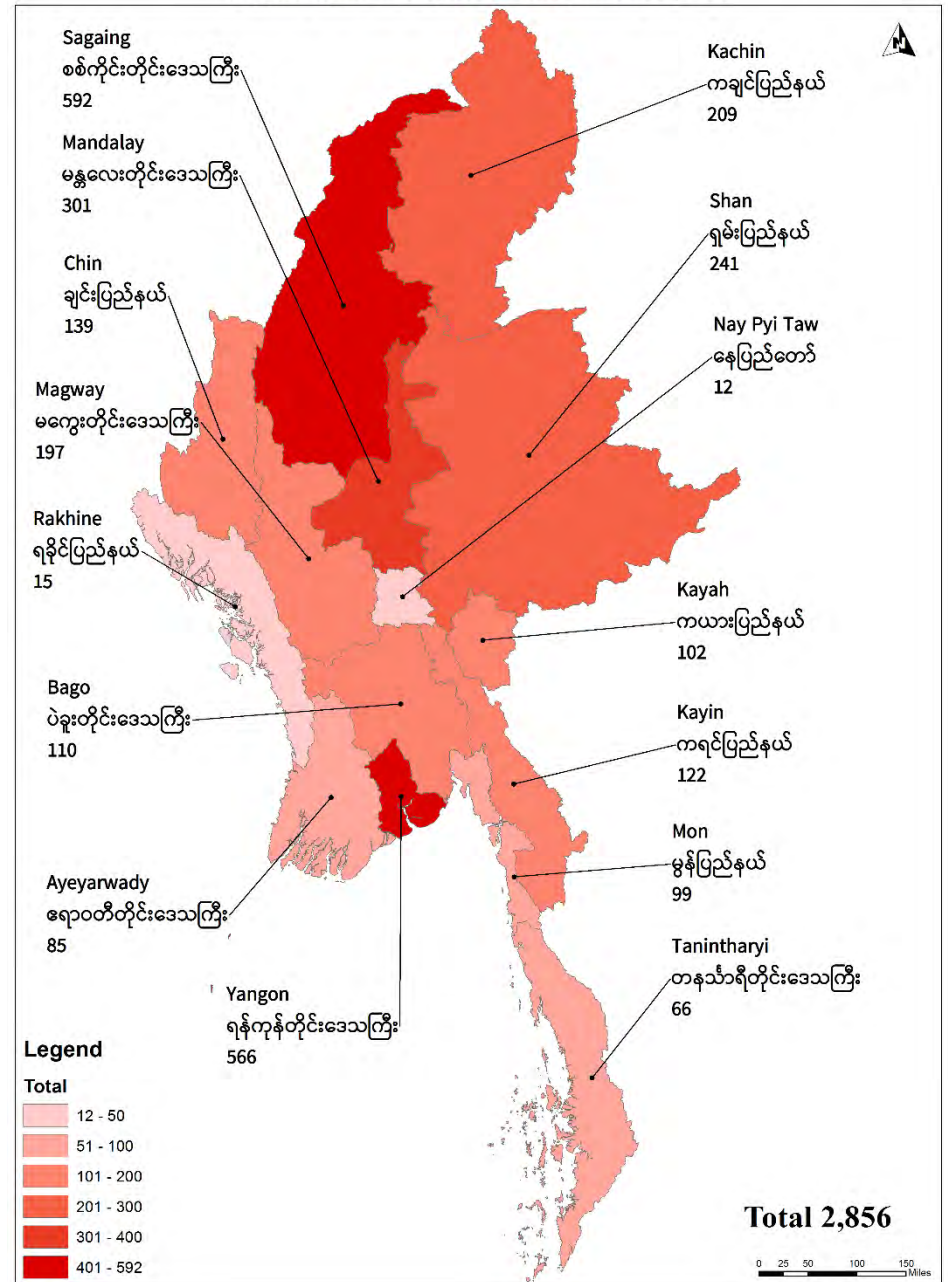 N
Sagaing
စစ်ကိုင်းတိုင်းဒေသကြီး
592
Mandalay
မန္တလေးတိုင်းဒေသကြီး
301
Chin
ချင်းပြည်နယ်
139
Magway
မကွေးတိုင်းဒေသကြီး
197
Rakhine
ရခိုင်ပြည်နယ်
15
Bago
ပဲခူးတိုင်းဒေသကြီး
110
Ayeyarwady
ဧရာဝတီတိုင်းဒေသကြီး
85
Yangon
ရန်ကုန်တိုင်းဒေသကြီး
566
Kachin
ကချင်ပြည်နယ်
209
Shan
ရှမ်းပြည်နယ်
241
Nay Pyi Taw
နေပြည်တော်
12
Kayah
ကယားပြည်နယ်
102
Kayin
ကရင်ပြည်နယ်
122
Mon
မွန်ပြည်နယ်
99
Tanintharyi
တနင်္သာရီတိုင်းဒေသကြီး
66
Legend
Total
12 - 50
51 - 100
101 - 200
201 - 300
301 - 400
401 - 592
Total 2,856
0 25 50 100 150
Miles